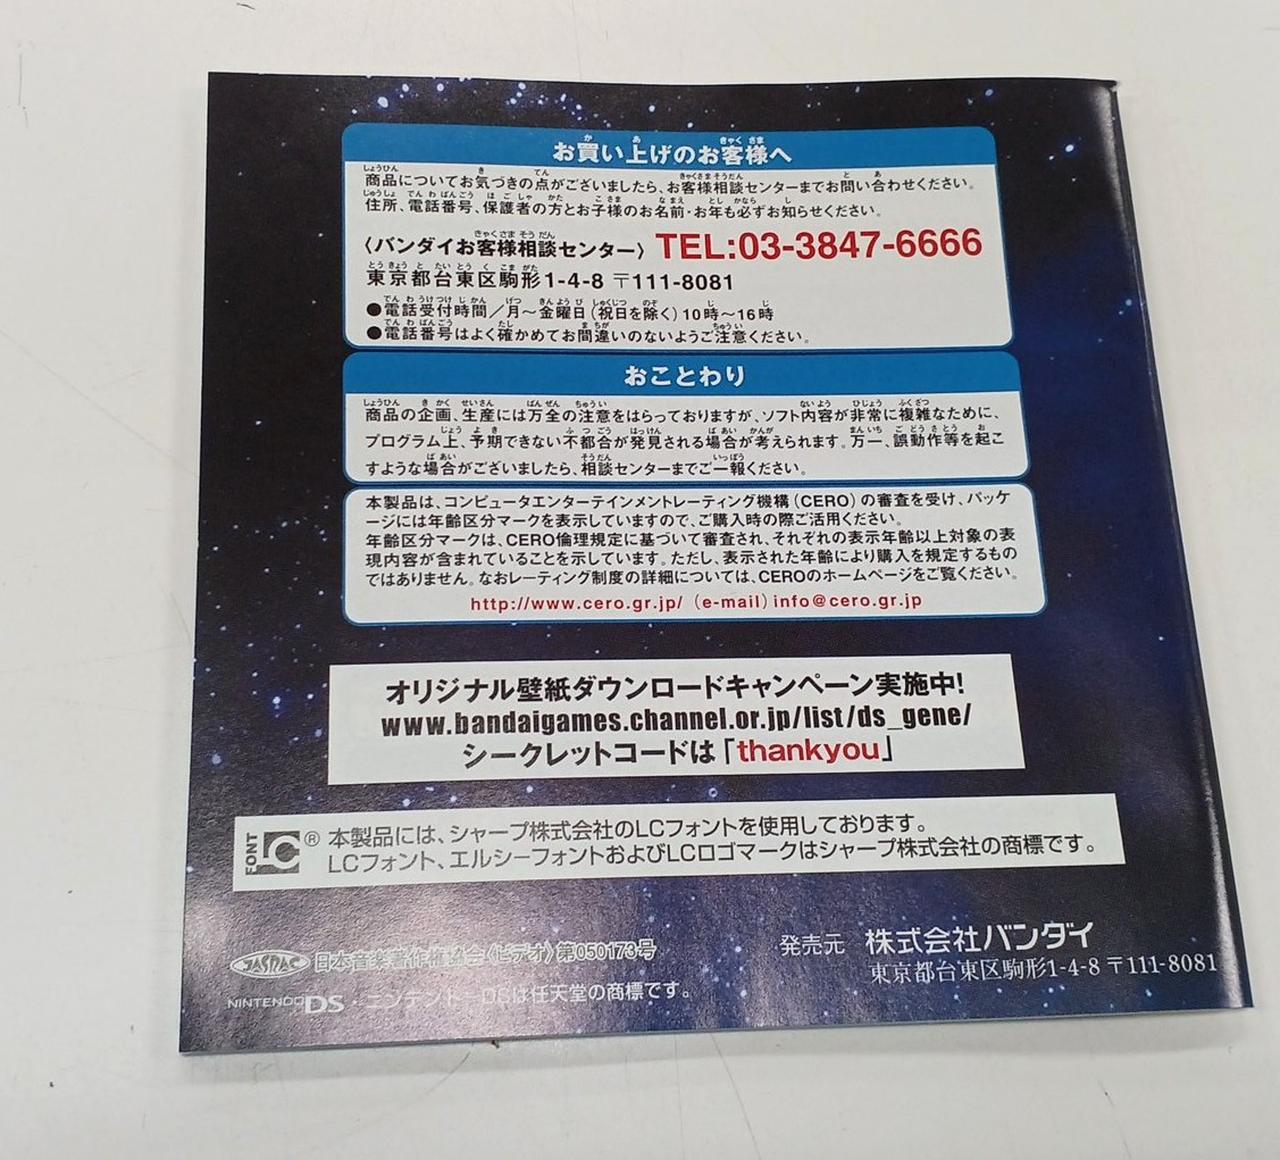 お買い上げのお客様へ
商品についてお気づきの点がございましたら、お客様相談センターまでお問い合わせください。
住所、電話番号、保護者の方とお子様のお名前・お年も必ずお知らせください。
〈バンダイお客様相談センター〉 TEL:03-3847-6666
東京都台東区駒形1-4-8 〒111-8081
●電話受付時間／月〜金曜日(祝日を除く)10時〜16時
●電話番号はよく確かめてお間違いのないようご注意ください。
おことわり
商品の企画、生産には万全の注意をはらっておりますが、ソフト内容が非常に複雑なために、
プログラム上、予期できない不都合が発見される場合が考えられます。万一、誤動作等を起こ
すような場合がございましたら、相談センターまでご一報ください。
本製品は、コンピュータエンターテインメントレーティング機構(CERO)の審査を受け、パッケ
ージには年齢区分マークを表示していますので、ご購入時の際ご活用ください。
年齢区分マークは、CERO倫理規定に基づいて審査され、それぞれの表示年齢以上対象の表
現内容が含まれていることを示しています。ただし、表示された年齢により購入を規定するもの
ではありません。なおレーティング制度の詳細については、CEROのホームページをご覧ください。
http://www.cero.gr.jp/ (e-mail)info@cero.gr.jp
オリジナル壁紙ダウンロードキャンペーン実施中!
www.bandaigames.channel.or.jp/list/ds_gene/
シークレットコードは「thankyou」
FONT LC ® 本製品には、シャープ株式会社のLCフォントを使用しております。
LCフォント、エルシーフォントおよびLCロゴマークはシャープ株式会社の商標です。
JASRAC 日本音楽著作権協会〈ビデオ〉第050173号
NINTENDO DS・ニンテンドーDSは任天堂の商標です。
発売元 株式会社バンダイ
東京都台東区駒形1-4-8 〒111-8081